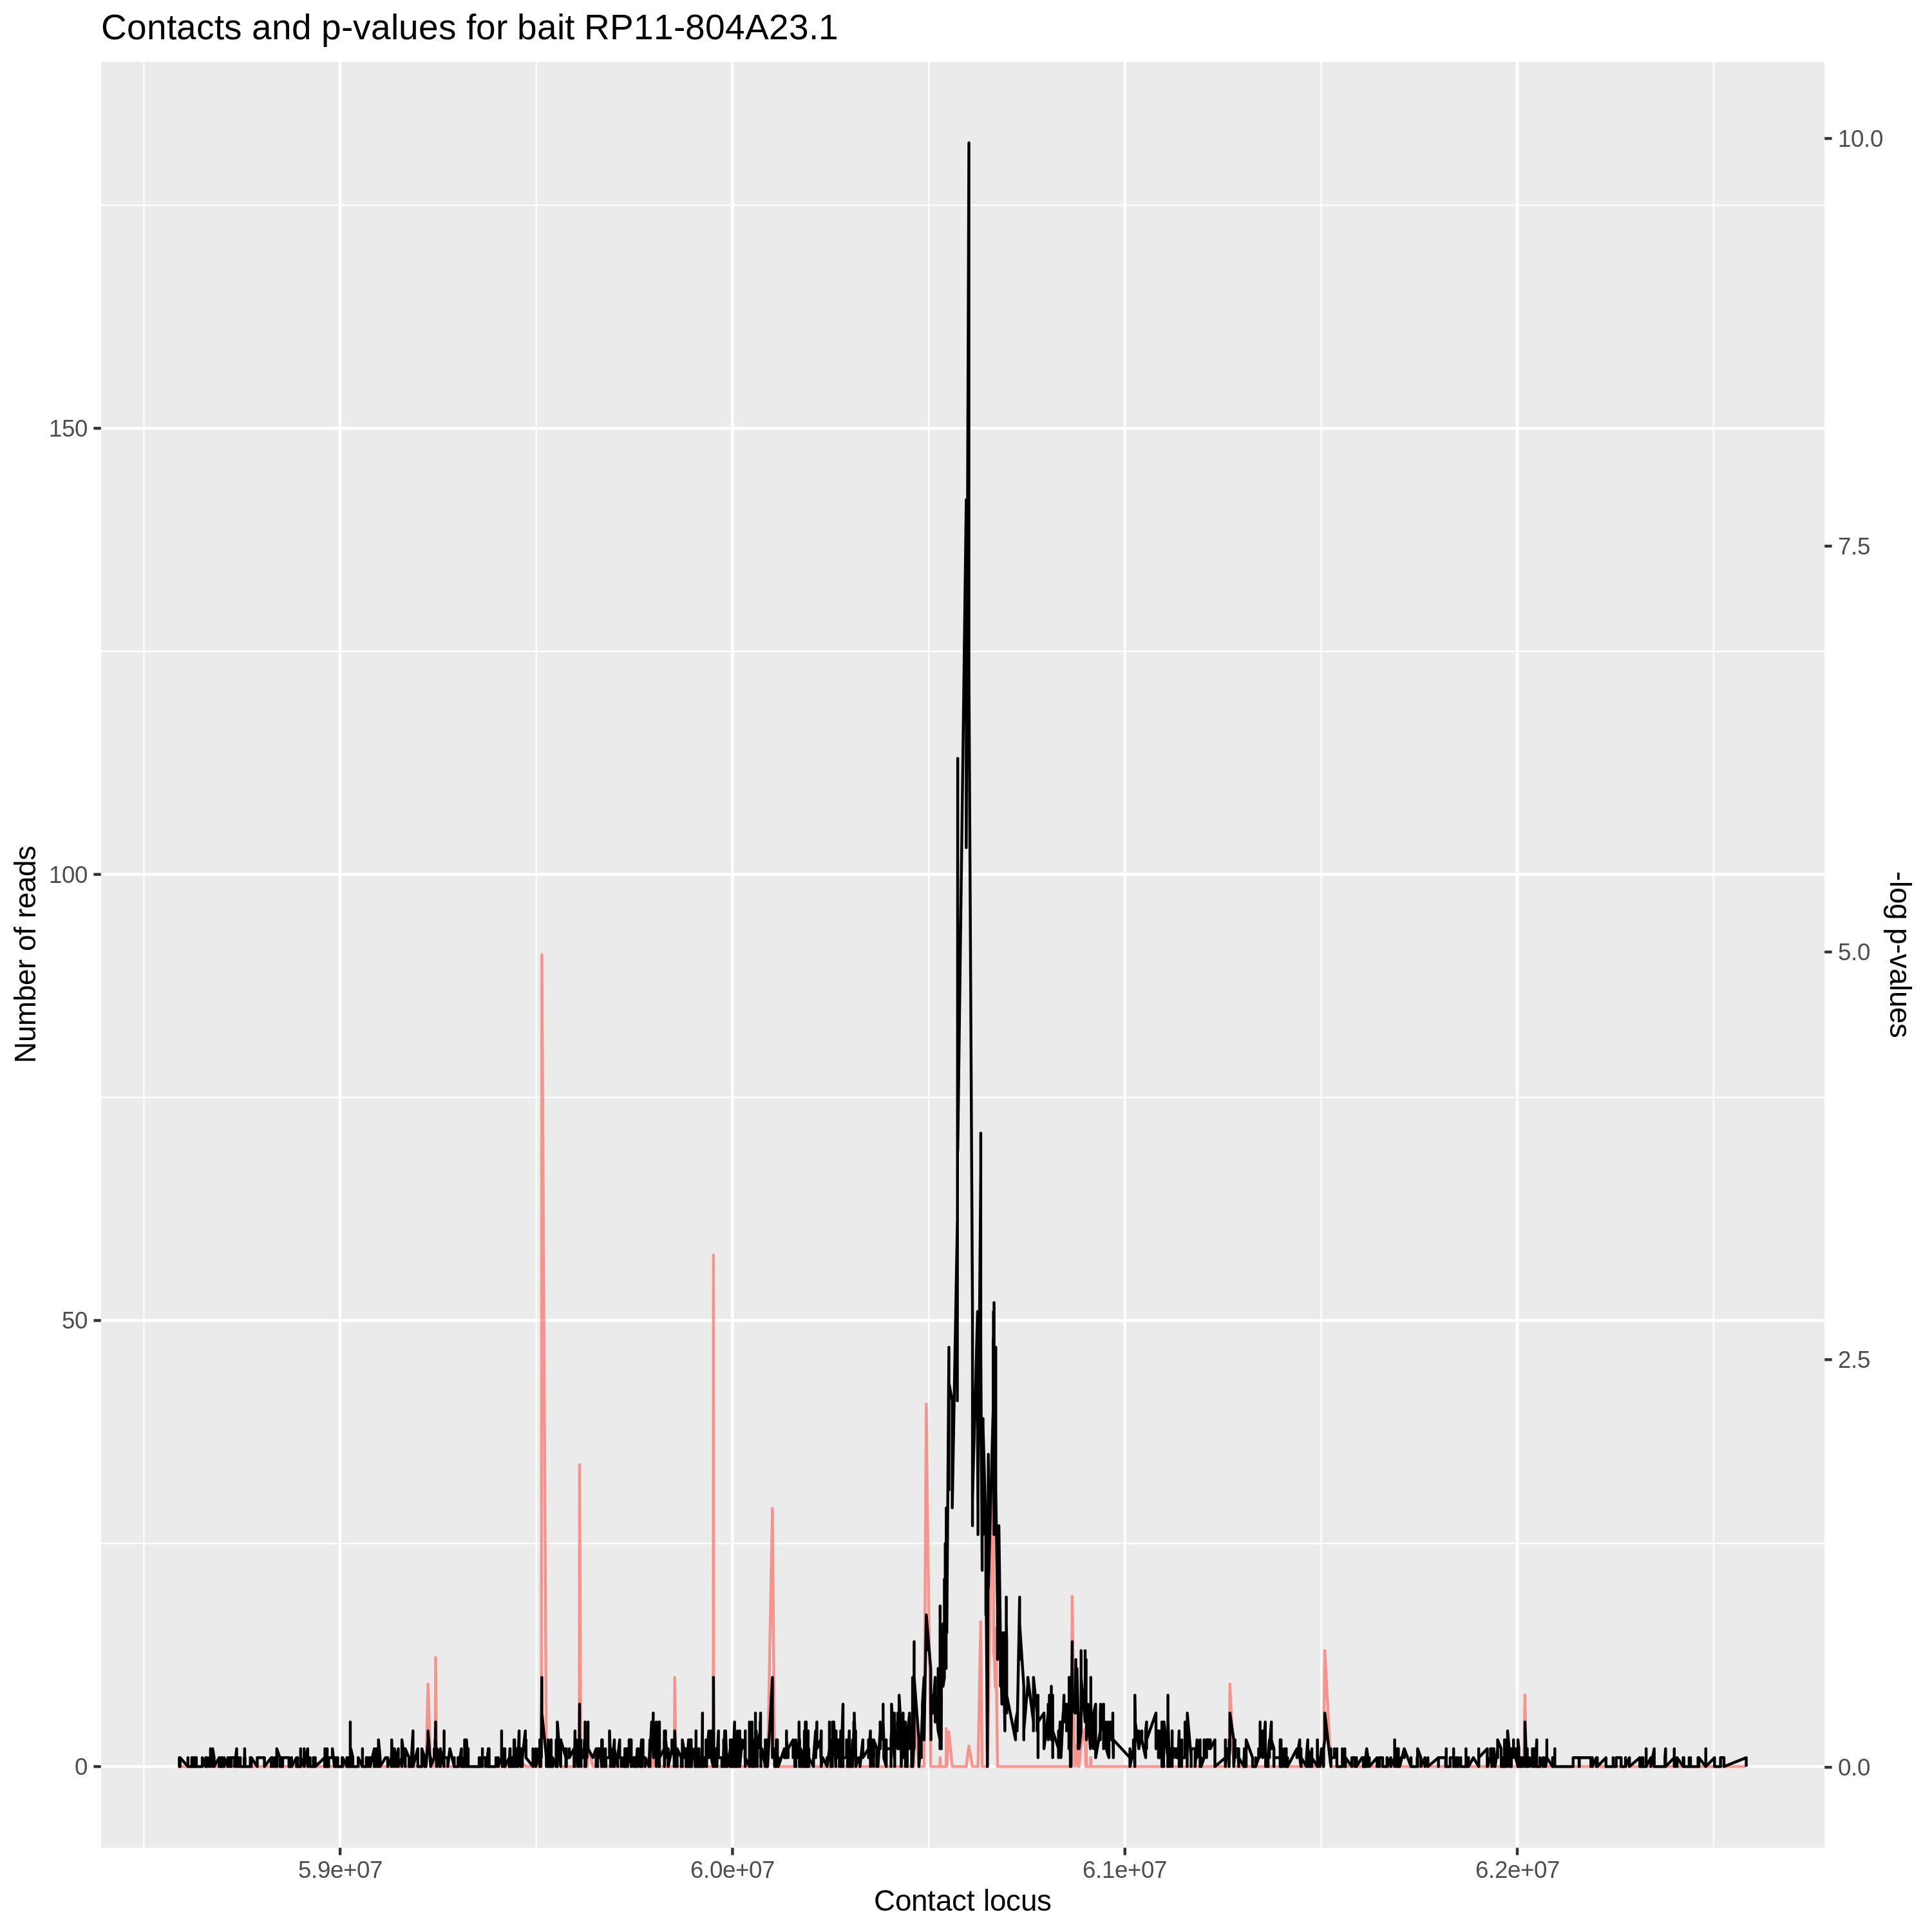 Contacts and p-values for bait RP11-804A23.1
Number of reads
150
100
50
0
10.0
7.5
5.0
2.5
0.0
-log p-values
5.9e+07
6.0e+07
6.1e+07
6.2e+07
Contact locus